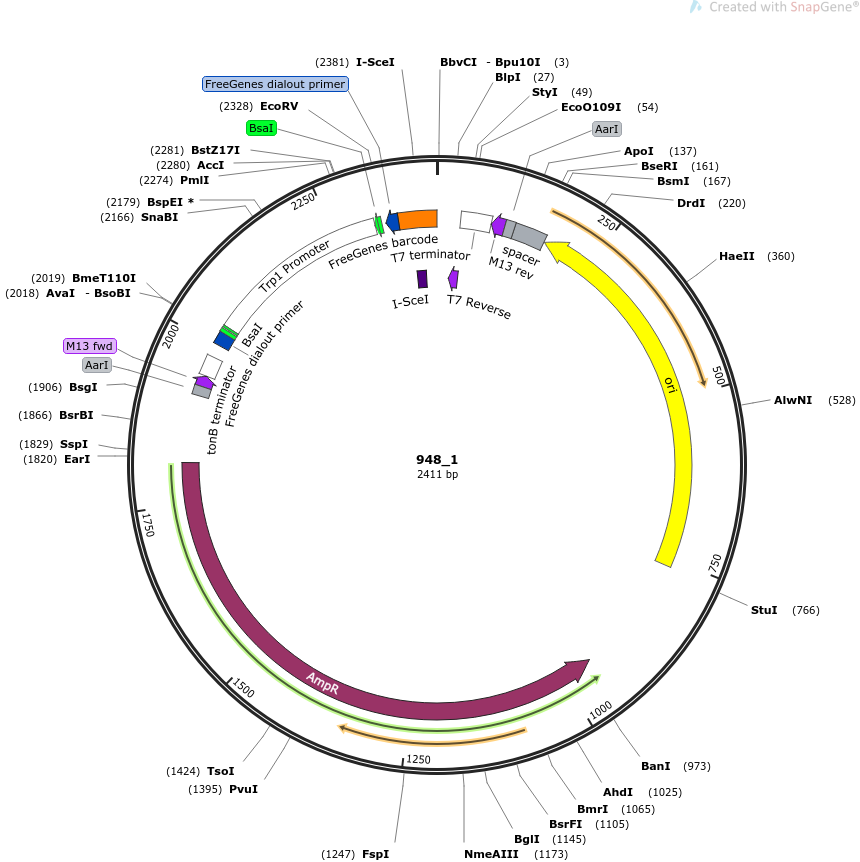 Created with SnapGene®
(2381) I-SceI
BbvCI - Bpu10I (3)
BlpI (27)
FreeGenes dialout primer
StyI (49)
(2328) EcoRV
EcoO109I (54)
BsaI
AarI
(2281) BstZ17I
ApoI (137)
(2280) AccI
BseRI (161)
(2274) PmlI
BsmI (167)
(2179) BspEI *
DrdI (220)
(2166) SnaBI
2250
250
FreeGenes barcode
T7 terminator
spacer
M13 rev
Trp1 Promoter
HaeII (360)
(2019) BmeT110I
(2018) AvaI - BsoBI
I-SceI
T7 Reverse
2000
BsaI
FreeGenes dialout primer
M13 fwd
AarI
500
ori
(1906) BsgI
AlwNI (528)
(1866) BsrBI
tonB terminator
(1829) SspI
(1820) EarI
948_1
2411 bp
1750
750
StuI (766)
AmpR
1500
1000
1250
(1424) TsoI
BanI (973)
(1395) PvuI
AhdI (1025)
BmrI (1065)
BsrFI (1105)
BglI (1145)
(1247) FspI
NmeAIII (1173)